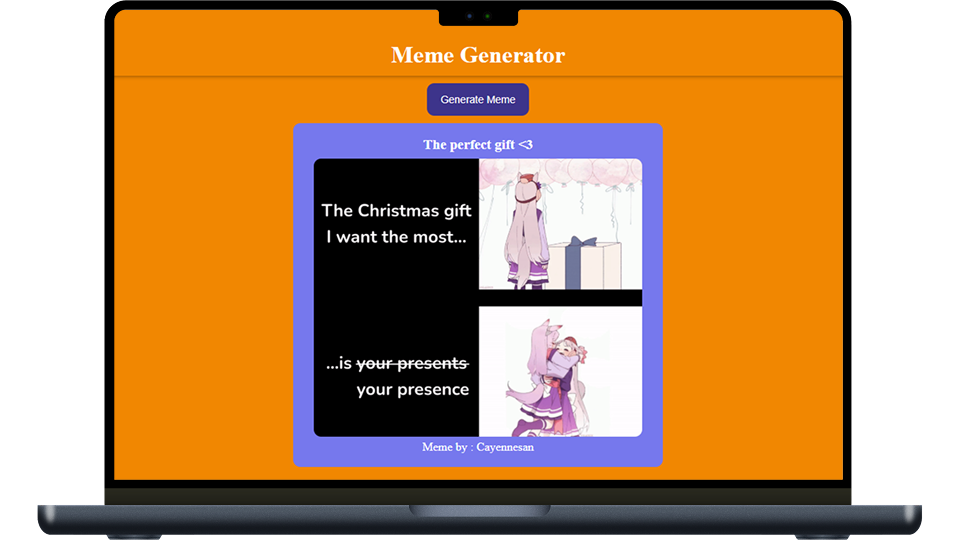 Meme Generator
Generate Meme
The perfect gift <3
The Christmas gift
I want the most...
...is your presents
your presence
Meme by : Cayennesan